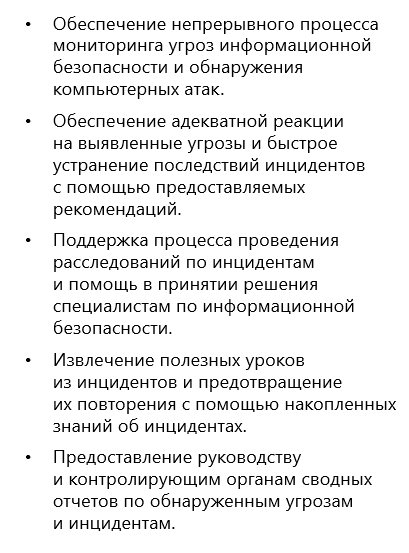 • Обеспечение непрерывного процесса
мониторинга угроз информационной
безопасности и обнаружения
компьютерных атак.
• Обеспечение адекватной реакции
на выявленные угрозы и быстрое
устранение последствий инцидентов
с помощью предоставляемых
рекомендаций.
• Поддержка процесса проведения
расследований по инцидентам
и помощь в принятии решения
специалистам по информационной
безопасности.
• Извлечение полезных уроков
из инцидентов и предотвращение
их повторения с помощью накопленных
знаний об инцидентах.
• Предоставление руководству
и контролирующим органам сводных
отчетов по обнаруженным угрозам
и инцидентам.